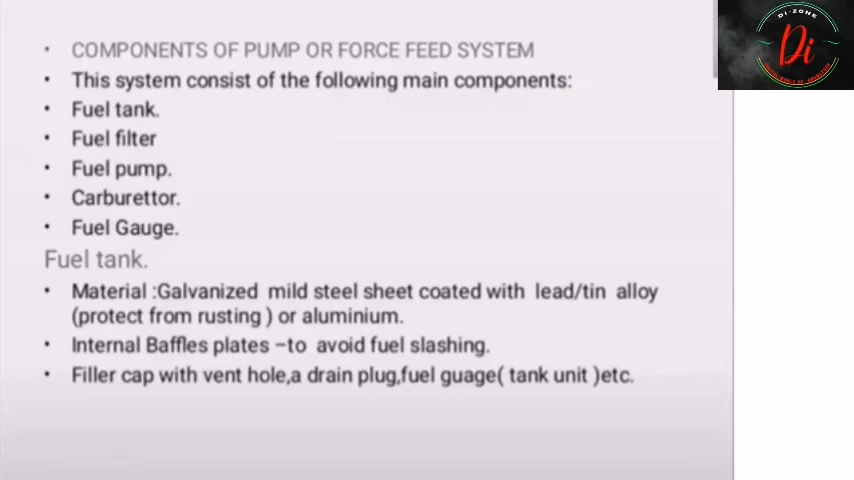 • COMPONENTS OF PUMP OR FORCE FEED SYSTEM
• This system consist of the following main components:
• Fuel tank.
• Fuel filter
• Fuel pump.
• Carburettor.
• Fuel Gauge.
Fuel tank.
• Material :Galvanized mild steel sheet coated with lead/tin alloy
(protect from rusting ) or aluminium.
• Internal Baffles plates –to avoid fuel slashing.
• Filler cap with vent hole,a drain plug,fuel guage( tank unit )etc.
DI-ZONE
Di